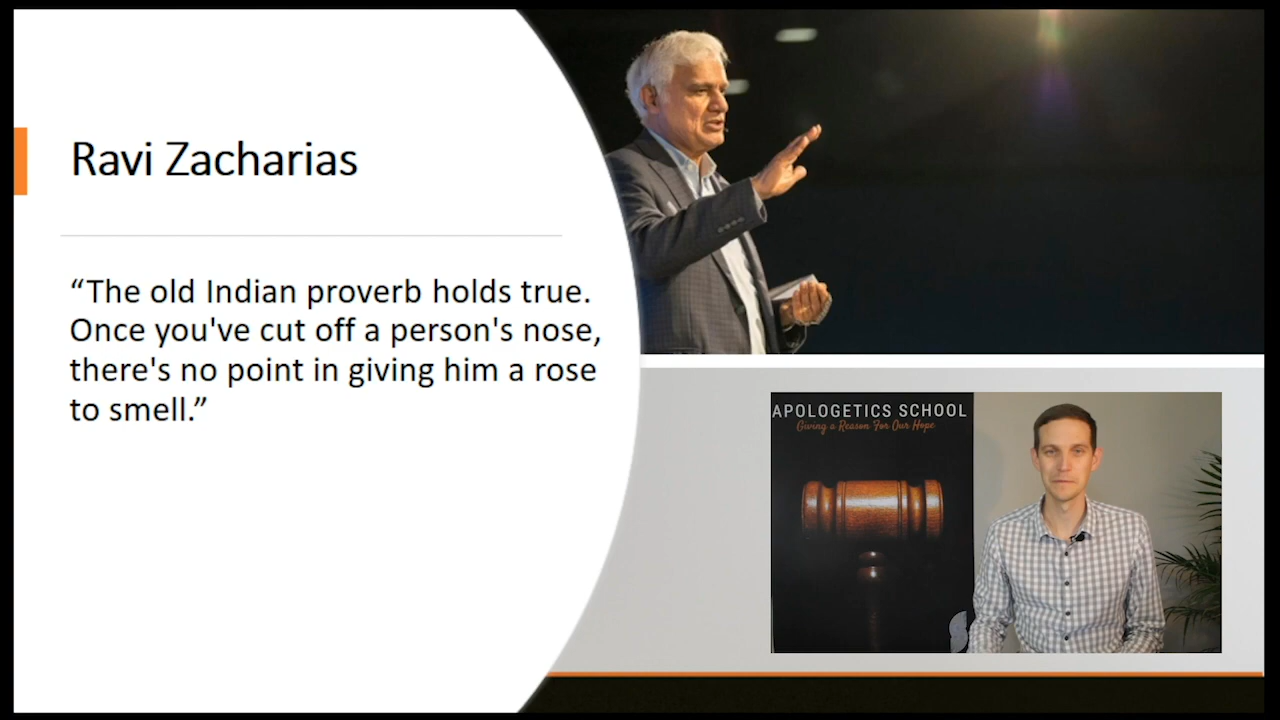 Ravi Zacharias
“The old Indian proverb holds true.
Once you've cut off a person's nose,
there's no point in giving him a rose
to smell.”
APOLOGETICS SCHOOL
Giving a Reason For Our Hope